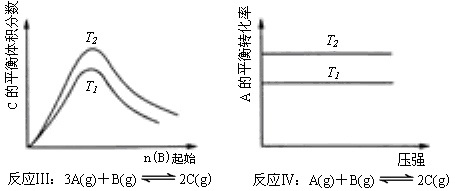 C的平衡体积分数
T2
T1
n(B)起始
反应III: 3A(g)+B(g) ⇌ 2C(g)
A的平衡转化率
T2
T1
压强
反应Ⅳ: A(g)+B(g) ⇌ 2C(g)